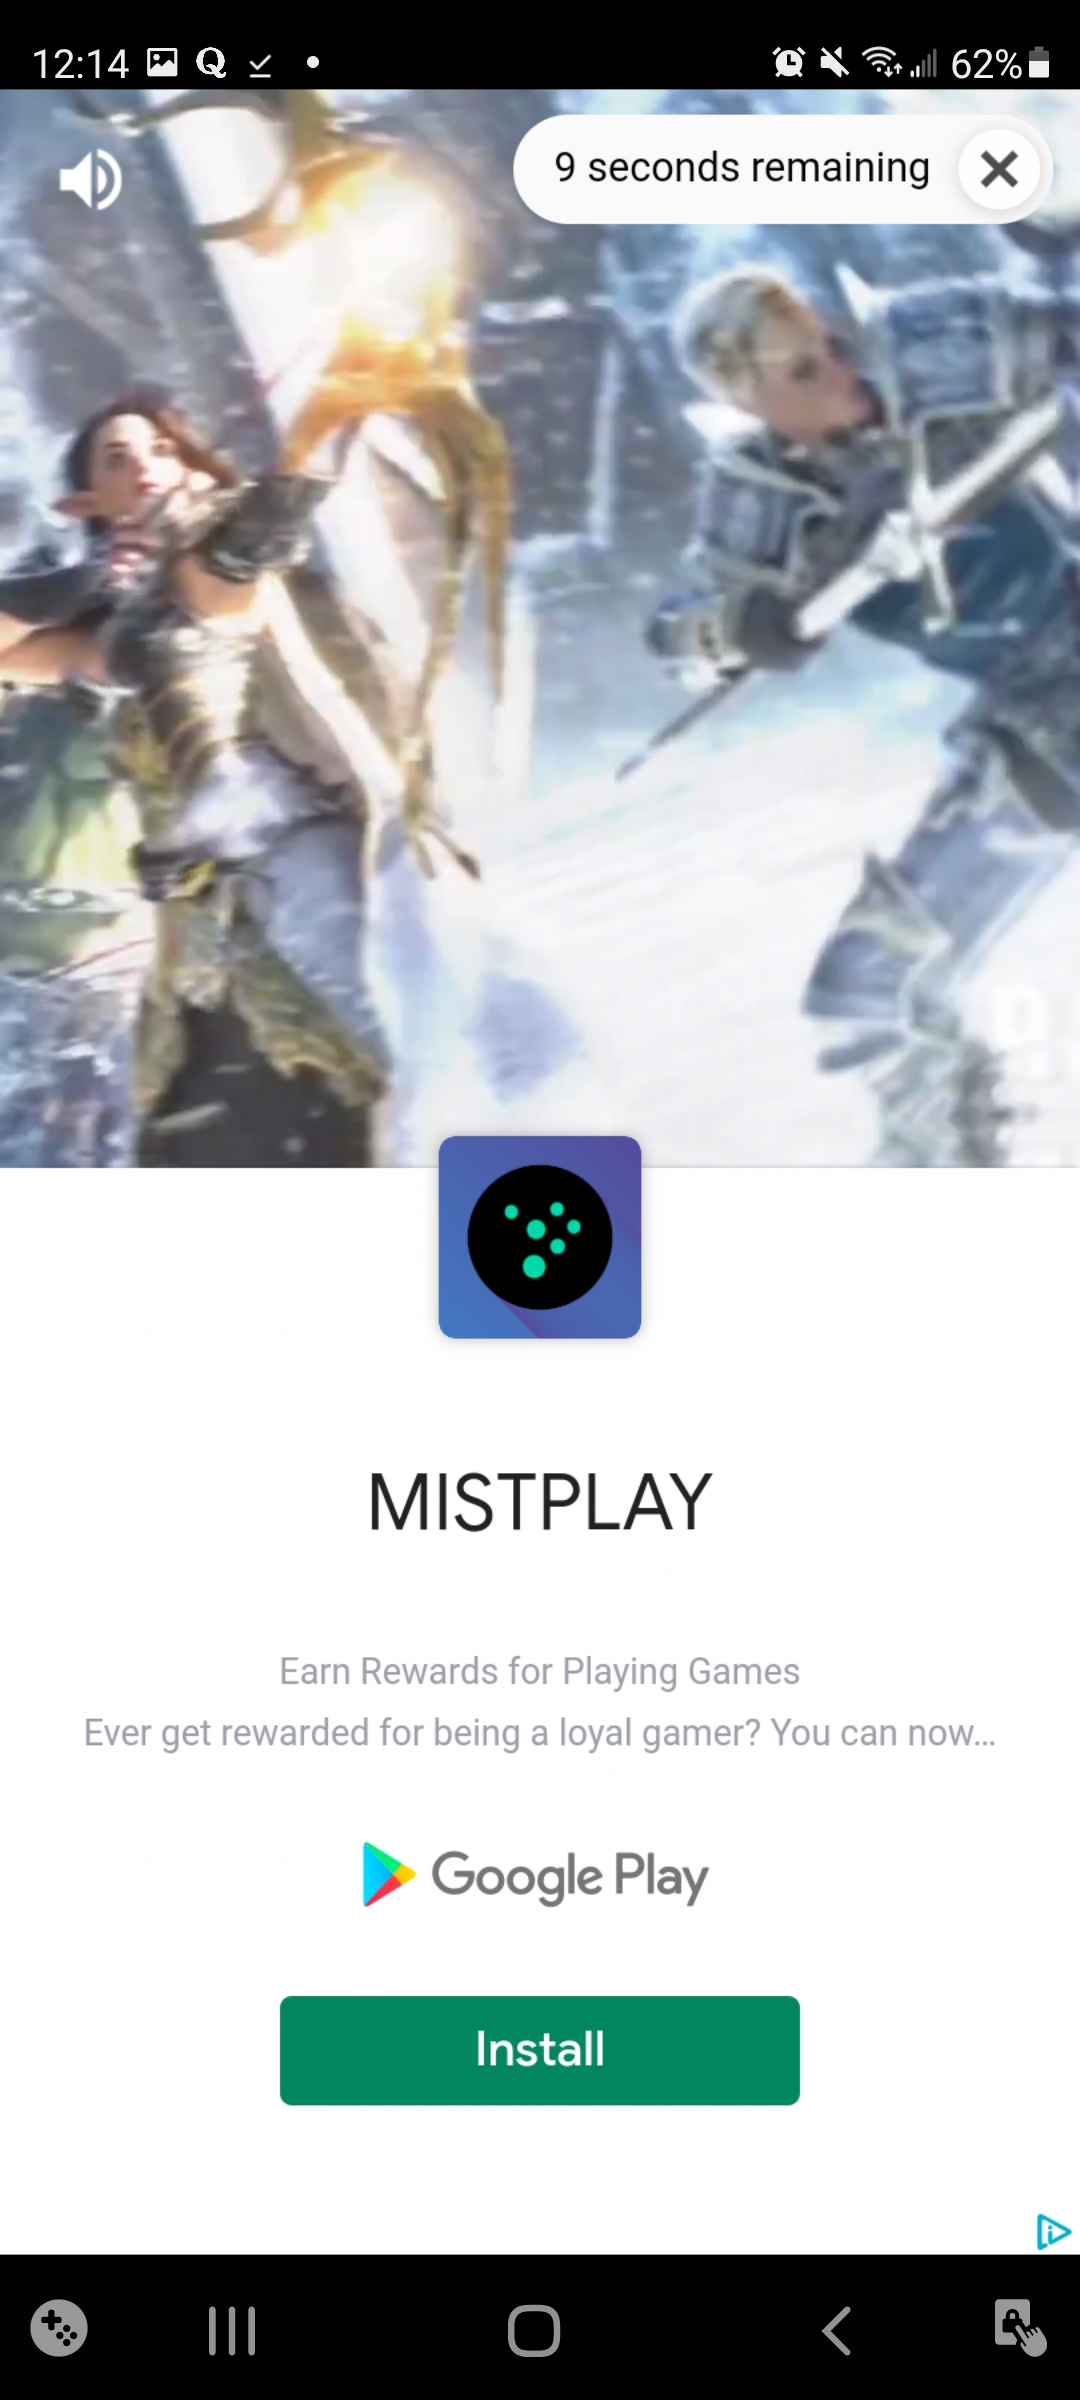 12:14
62%
9 seconds remaining
MISTPLAY
Earn Rewards for Playing Games
Ever get rewarded for being a loyal gamer? You can now...
Google Play
Install